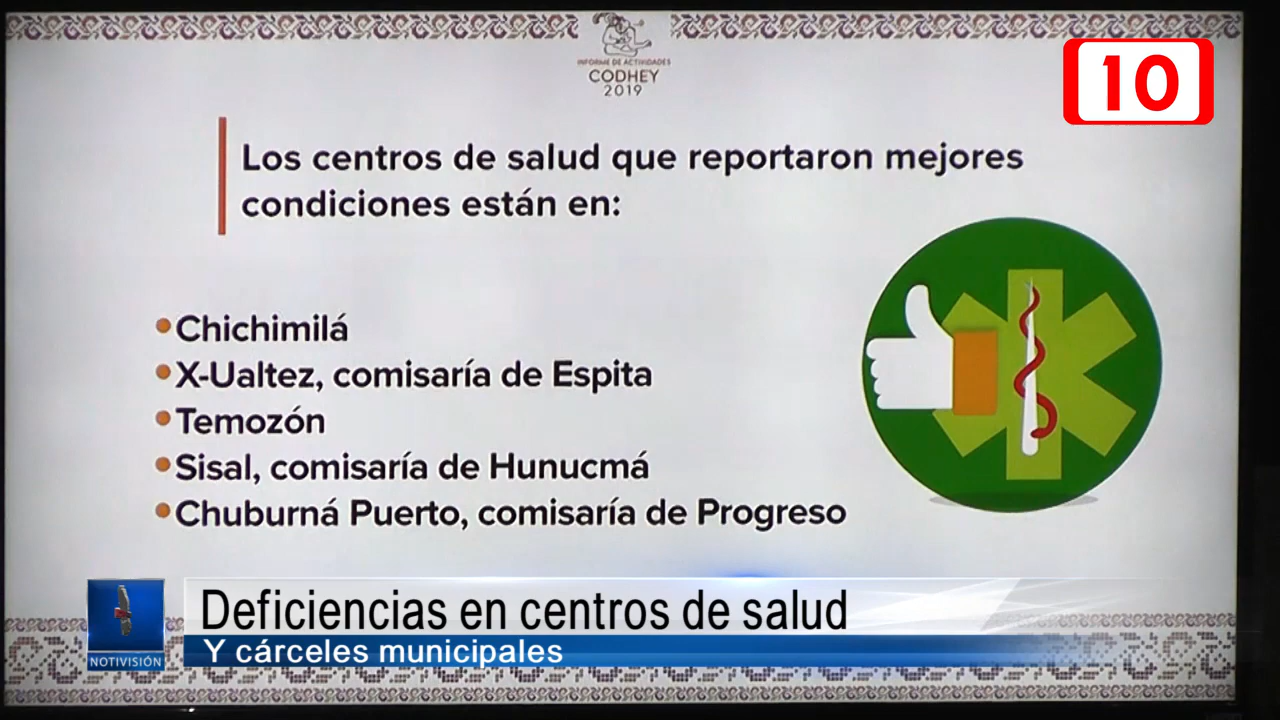 INFORME DE ACTIVIDADES
CODHEY
2019
10
Los centros de salud que reportaron mejores
condiciones están en:
Chichimilá
X-Ualtez, comisaría de Espita
Temozón
Sisal, comisaría de Hunucmá
Chuburná Puerto, comisaría de Progreso
Deficiencias en centros de salud
Y cárceles municipales
NOTIVISIÓN